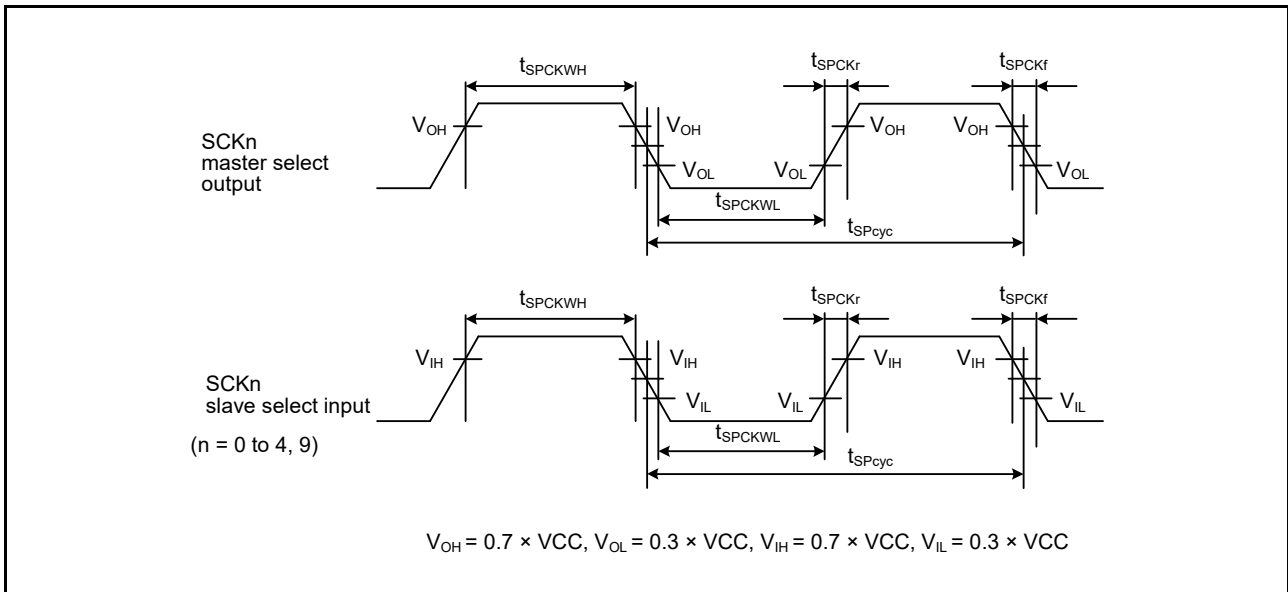 tSPCKWH
tSPCKr
tSPCKf
VOH
VOH
VOH
VOH
SCKn
master select
output
VOL
VOL
VOL
tSPCKWL
tSPcyc
tSPCKWH
tSPCKr
tSPCKf
VIH
VIH
VIH
VIH
SCKn
slave select input
VIL
VIL
VIL
(n = 0 to 4, 9)
tSPCKWL
tSPcyc
VOH = 0.7 × VCC, VOL = 0.3 × VCC, VIH = 0.7 × VCC, VIL = 0.3 × VCC